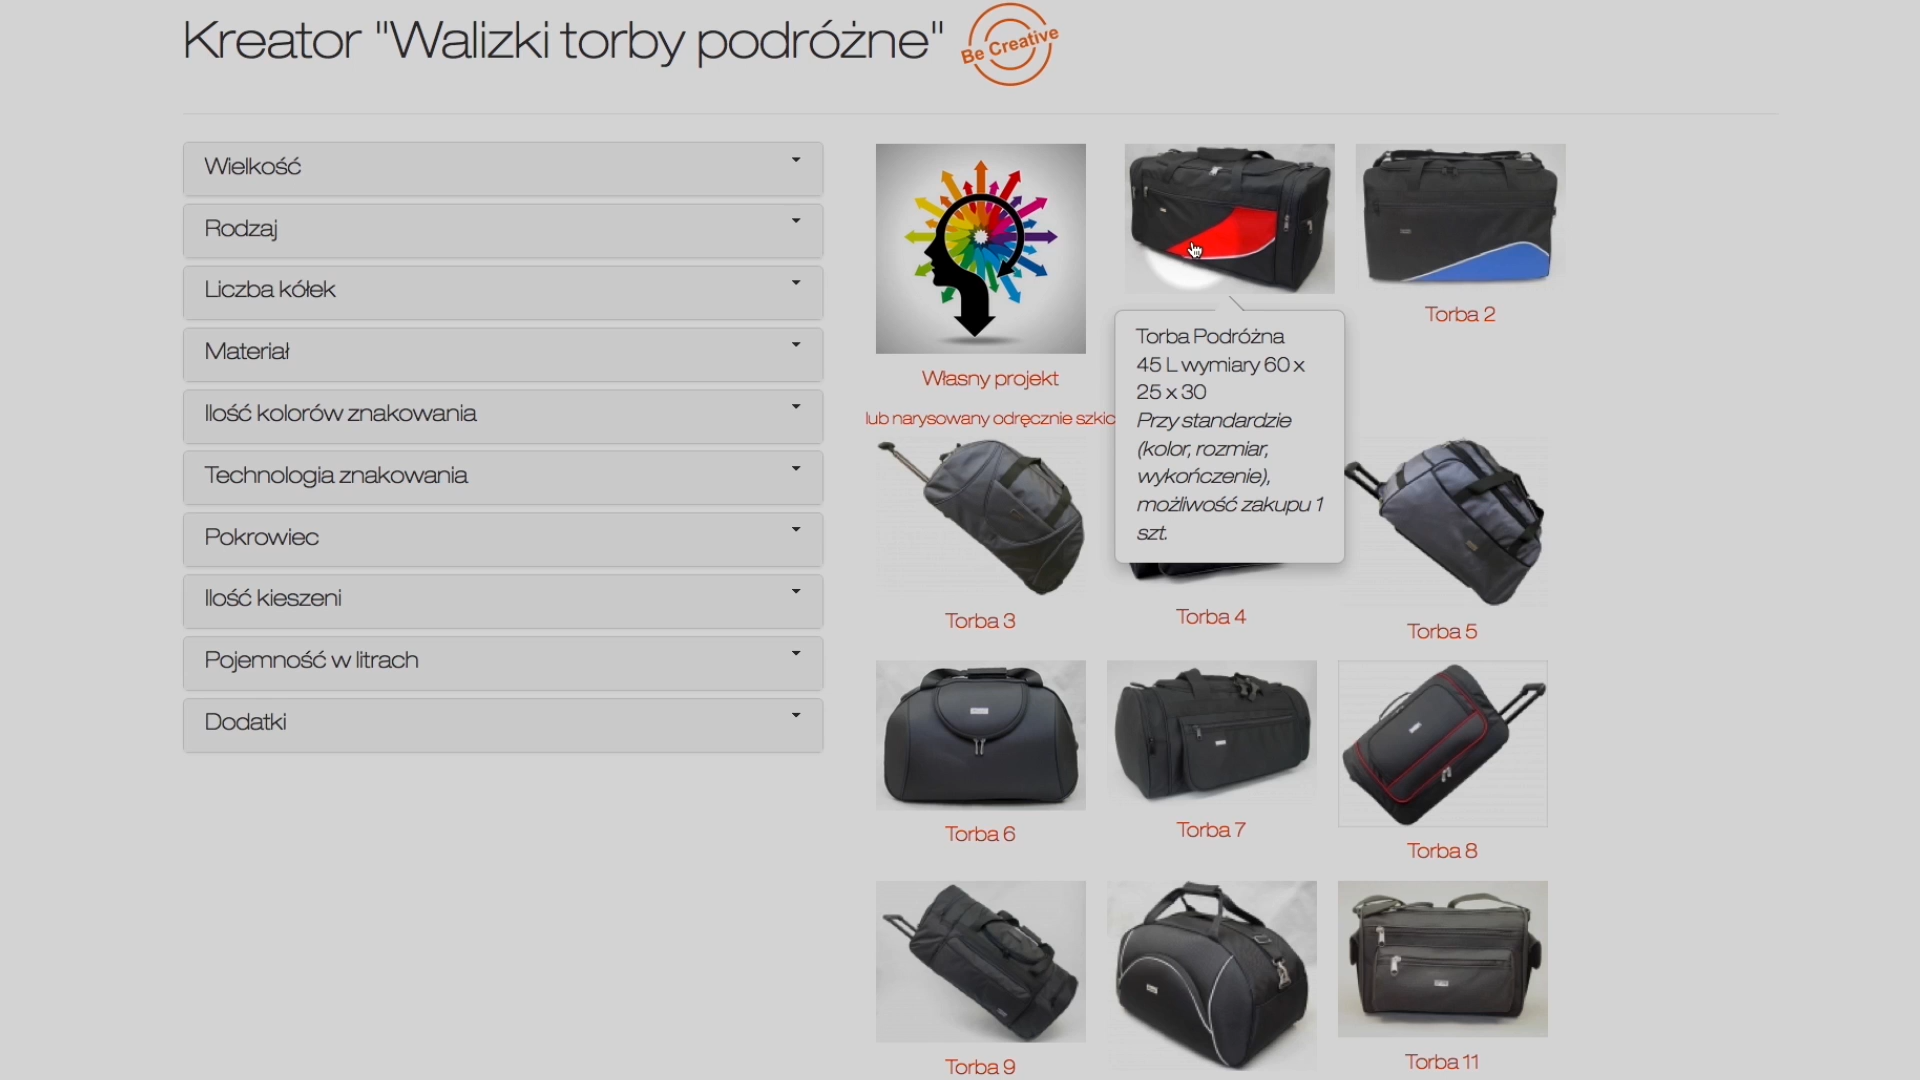 Kreator "Walizki torby podróżne"
Be Creative
Wielkość
Rodzaj
Liczba kółek
Materiał
Ilość kolorów znakowania
Technologia znakowania
Pokrowiec
Ilość kieszeni
Pojemność w litrach
Dodatki
Własny projekt
lub narysowany odręcznie szkic
Torba Podróżna
45 L wymiary 60 x
25 x 30
Przy standardzie
(kolor, rozmiar,
wykończenie),
możliwość zakupu 1
szt.
Torba 2
Torba 3
Torba 4
Torba 5
Torba 6
Torba 7
Torba 8
Torba 9
Torba 11